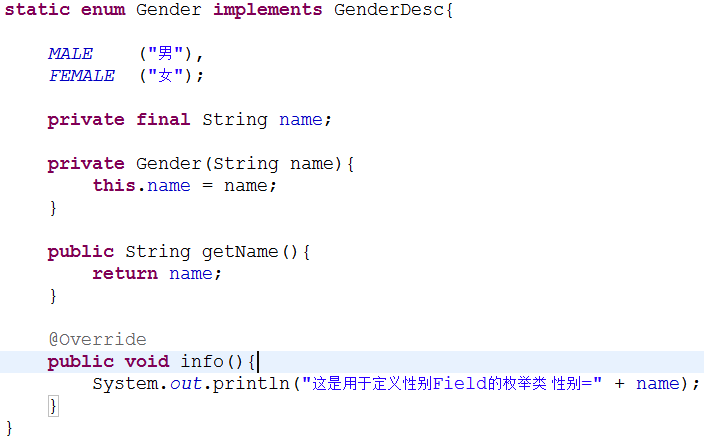 static enum Gender implements GenderDesc{
MALE    ("男"),
FEMALE  ("女");
private final String name;
private Gender(String name){
this.name = name;
}
public String getName(){
return name;
}
@Override
public void info(){
System.out.println("这是用于定义性别Field的枚举类 性别=" + name);
}
}